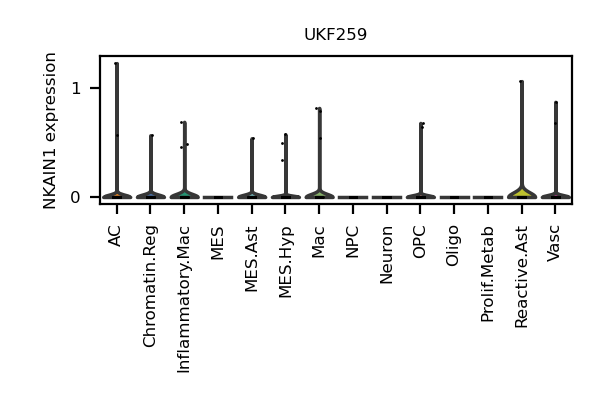 UKF259
NKAIN1 expression
1
0
AC
Chromatin.Reg
Inflammatory.Mac
MES
MES.Ast
MES.Hyp
Mac
NPC
Neuron
OPC
Oligo
Prolif.Metab
Reactive.Ast
Vasc